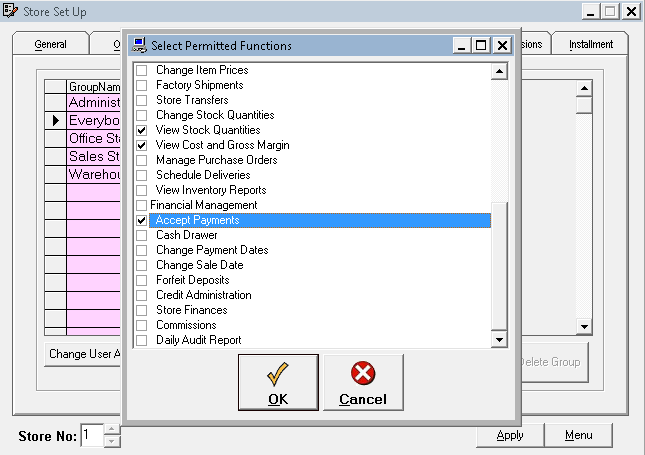 Store Set Up
General
O
sions
Installment
Select Permitted Functions
GroupNam
Administ
Everybo
Office Sta
Sales St
Warehou
Change Item Prices
Factory Shipments
Store Transfers
Change Stock Quantities
View Stock Quantities
View Cost and Gross Margin
Manage Purchase Orders
Schedule Deliveries
View Inventory Reports
Financial Management
Accept Payments
Cash Drawer
Change Payment Dates
Change Sale Date
Forfeit Deposits
Credit Administration
Store Finances
Commissions
Daily Audit Report
Change User A
Delete Group
OK
Cancel
Store No: 1
Apply
Menu